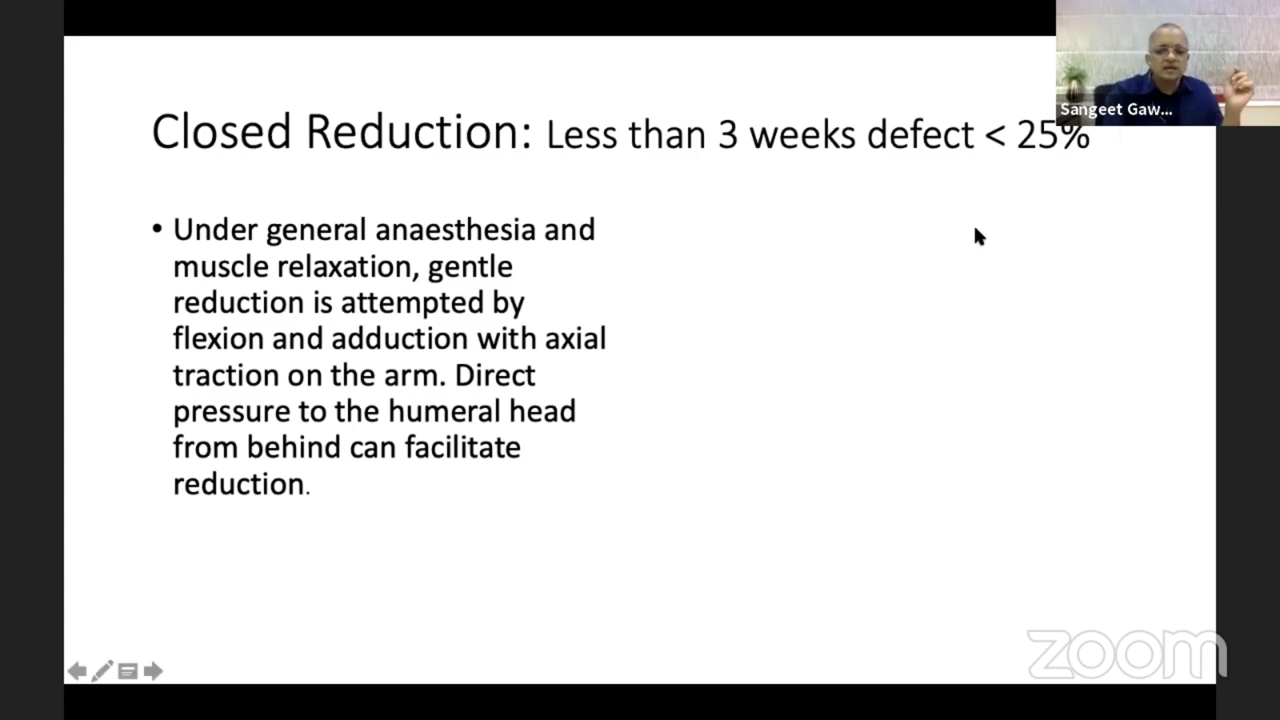 Sangeet Gaw...
Closed Reduction: Less than 3 weeks defect < 25%
• Under general anaesthesia and
muscle relaxation, gentle
reduction is attempted by
flexion and adduction with axial
traction on the arm. Direct
pressure to the humeral head
from behind can facilitate
reduction.
zoom